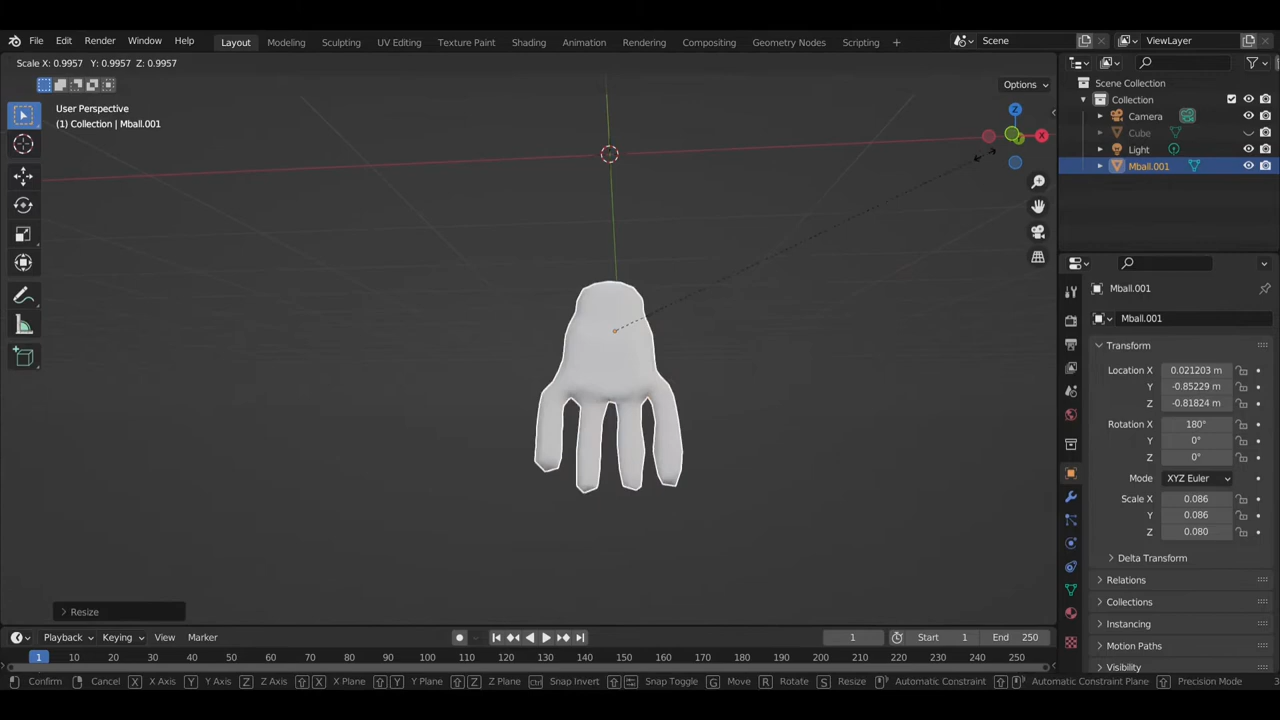 File Edit Render Window Help Layout Modeling Sculpting UV Editing Texture Paint Shading Animation Rendering Compositing Geometry Nodes Scripting + Scene ViewLayer
Scale X: 0.9957 Y: 0.9957 Z: 0.9957
Options
User Perspective
(1) Collection | Mball.001
Z
X
Y
Scene Collection
Collection
Camera
Cube
Light
Mball.001
Mball.001
Mball.001
Transform
Location X 0.021203 m
Y -0.85229 m
Z -0.81824 m
Rotation X 180°
Y 0°
Z 0°
Mode XYZ Euler
Scale X 0.086
Y 0.086
Z 0.080
Delta Transform
Relations
Collections
Instancing
Motion Paths
Visibility
Resize
Playback Keying View Marker 1 Start 1 End 250
1 10 20 30 40 50 60 70 80 90 100 110 120 130 140 150 160 170 180 190 200 210 220 230 240 250
Confirm Cancel X X Axis Y Y Axis Z Z Axis X X Plane Y Y Plane Z Z Plane Ctrl Snap Invert Snap Toggle G Move R Rotate S Resize Automatic Constraint Automatic Constraint Plane Precision Mode 3